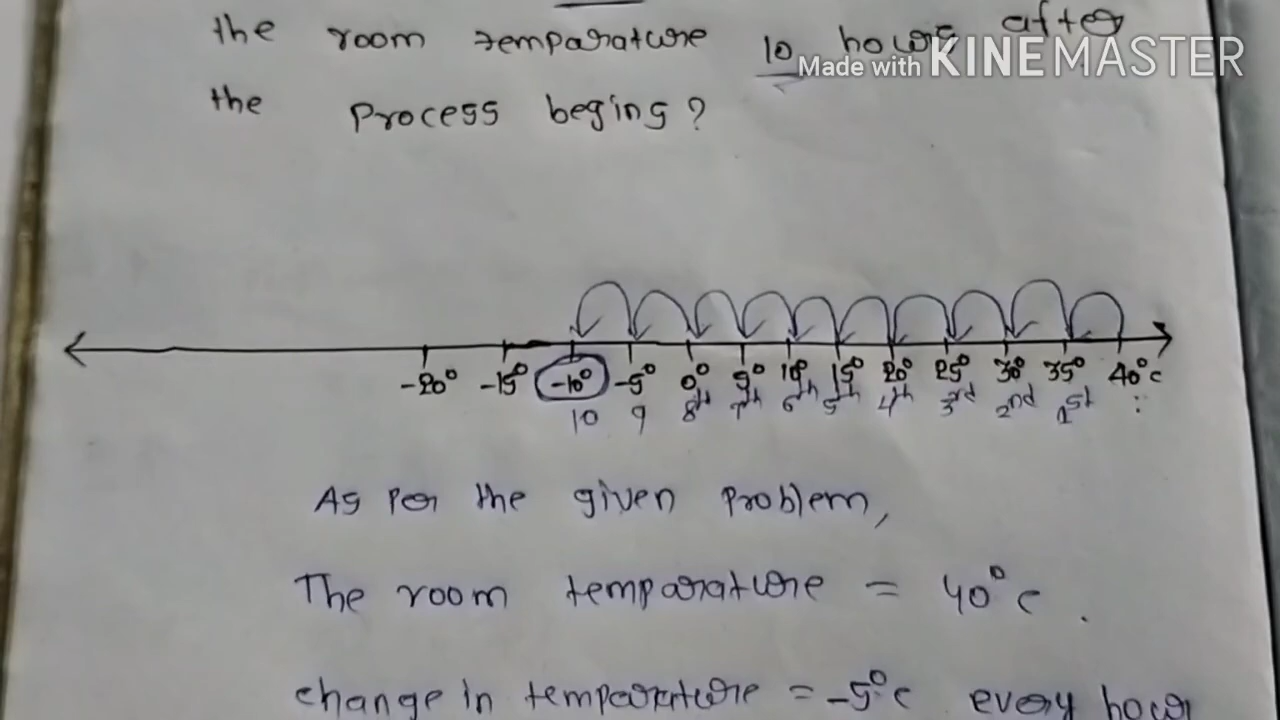 the room temparature 10 hours after
Made with KINEMASTER
the process begins?
-20° -15° -10° -5° 0° 5° 10° 15° 20° 25° 30° 35° 40°c
10 9 8th 7th 6th 5th 4th 3rd 2nd 1st
As per the given problem,
The room temparature = 40°c.
change in temparature = -5°c every hour